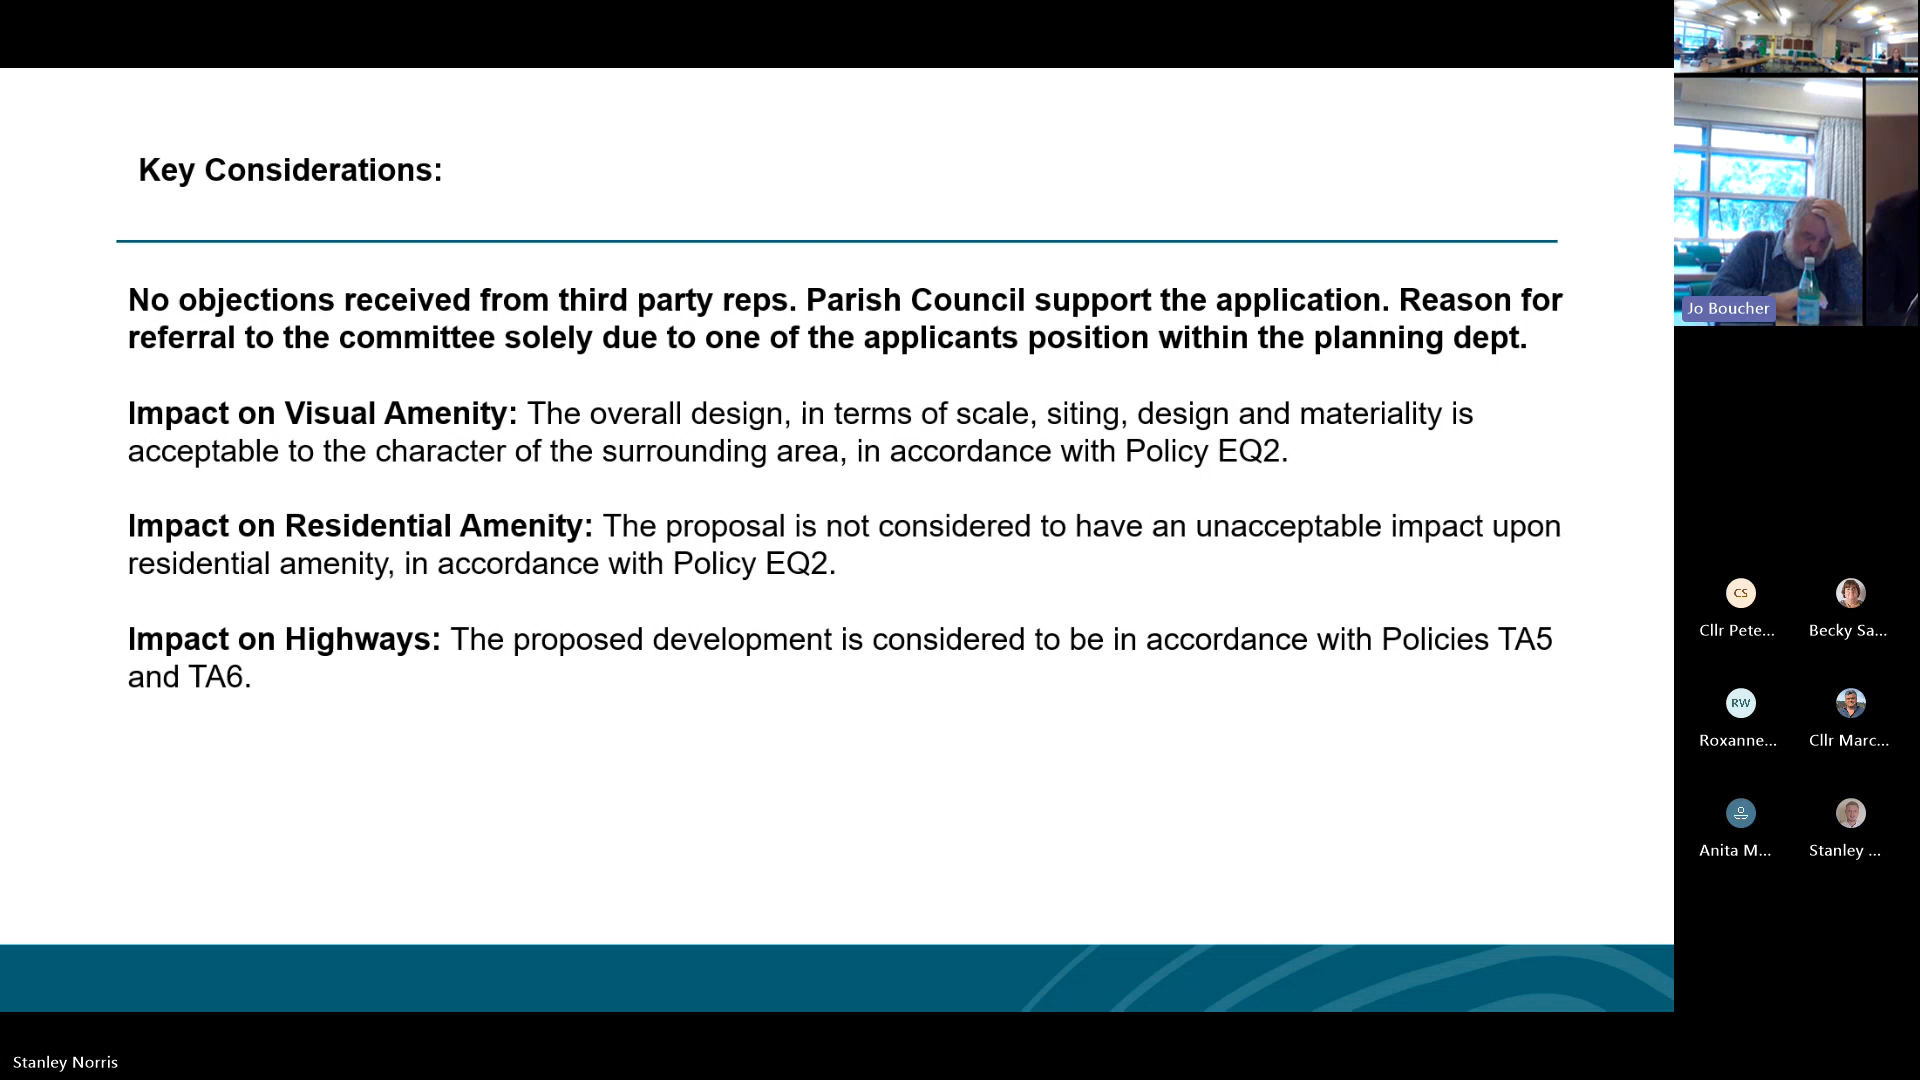 Key Considerations:
No objections received from third party reps. Parish Council support the application. Reason for
referral to the committee solely due to one of the applicants position within the planning dept.
Impact on Visual Amenity: The overall design, in terms of scale, siting, design and materiality is
acceptable to the character of the surrounding area, in accordance with Policy EQ2.
Impact on Residential Amenity: The proposal is not considered to have an unacceptable impact upon
residential amenity, in accordance with Policy EQ2.
Impact on Highways: The proposed development is considered to be in accordance with Policies TA5
and TA6.
Jo Boucher
CS
Cllr Pete...
Becky Sa...
RW
Roxanne...
Cllr Marc...
Anita M...
Stanley ...
Stanley Norris